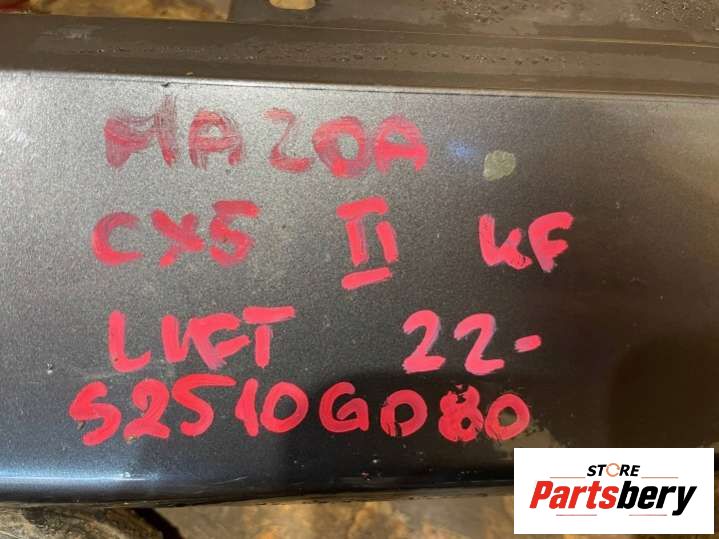 MAZDA
CX5 II KF
LIFT 22-
S2510GD80
STORE
Partsbery